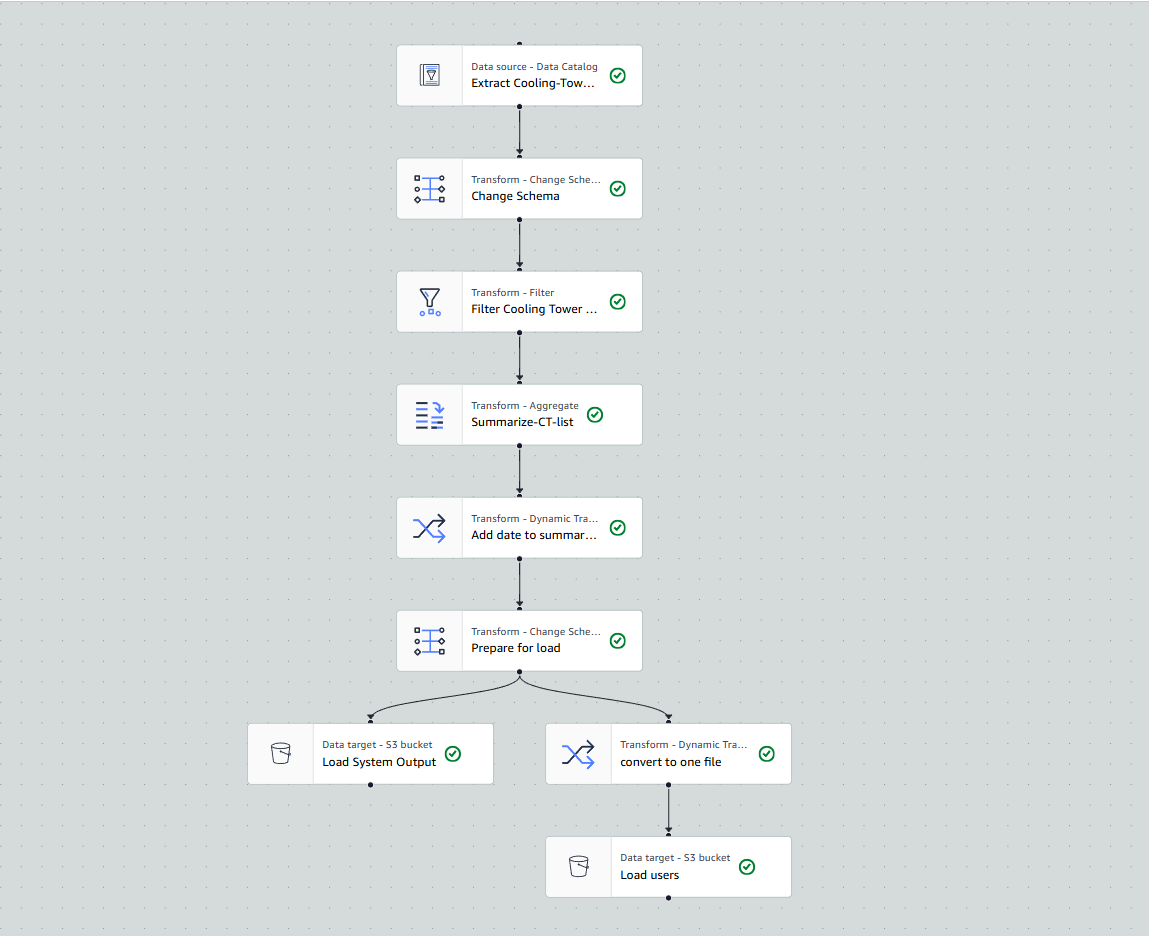 Data source - Data Catalog
Extract Cooling-Tow...
Transform - Change Sche...
Change Schema
Transform - Filter
Filter Cooling Tower ...
Transform - Aggregate
Summarize-CT-list
Transform - Dynamic Tra...
Add date to summar...
Transform - Change Sche...
Prepare for load
Data target - S3 bucket
Load System Output
Transform - Dynamic Tra...
convert to one file
Data target - S3 bucket
Load users